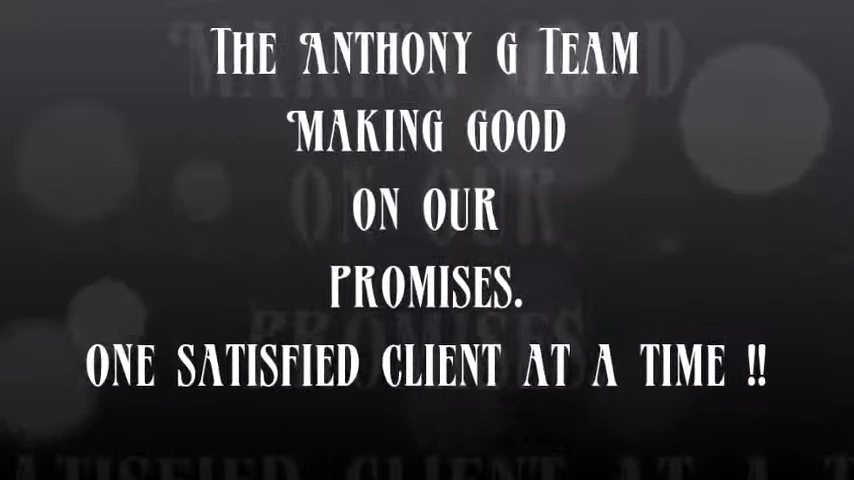 The Anthony G Team
Making good
on our
promises.
one satisfied client at a time !!